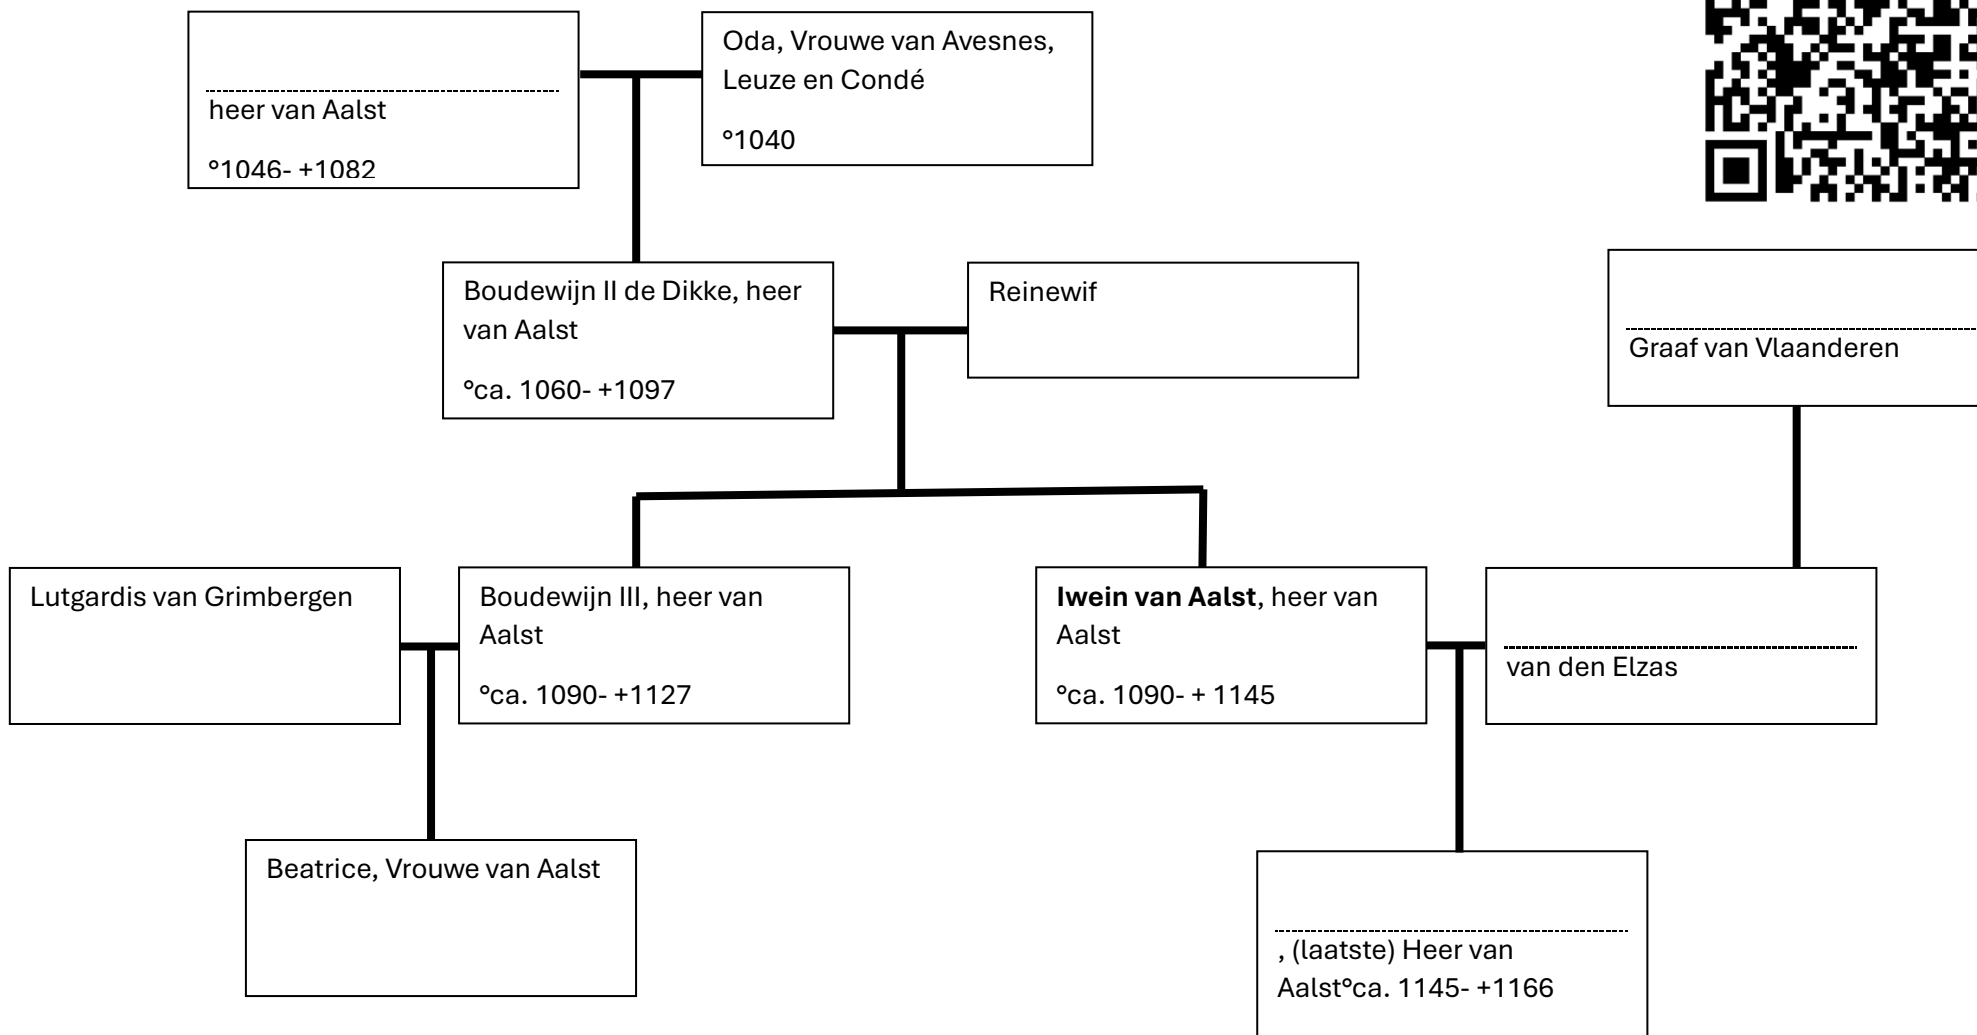 heer van Aalst
°1046- +1082
Oda, Vrouwe van Avesnes,
Leuze en Condé
°1040
Boudewijn II de Dikke, heer
van Aalst
°ca. 1060- +1097
Reinewif
Graaf van Vlaanderen
Lutgardis van Grimbergen
Boudewijn III, heer van
Aalst
°ca. 1090- +1127
Iwein van Aalst, heer van
Aalst
°ca. 1090- + 1145
van den Elzas
Beatrice, Vrouwe van Aalst
, (laatste) Heer van
Aalst°ca. 1145- +1166